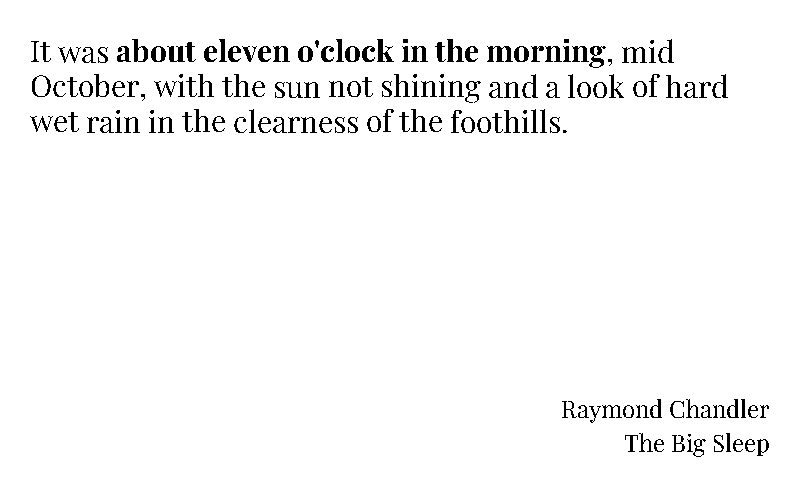 It was about eleven o'clock in the morning, mid
October, with the sun not shining and a look of hard
wet rain in the clearness of the foothills.
Raymond Chandler
The Big Sleep